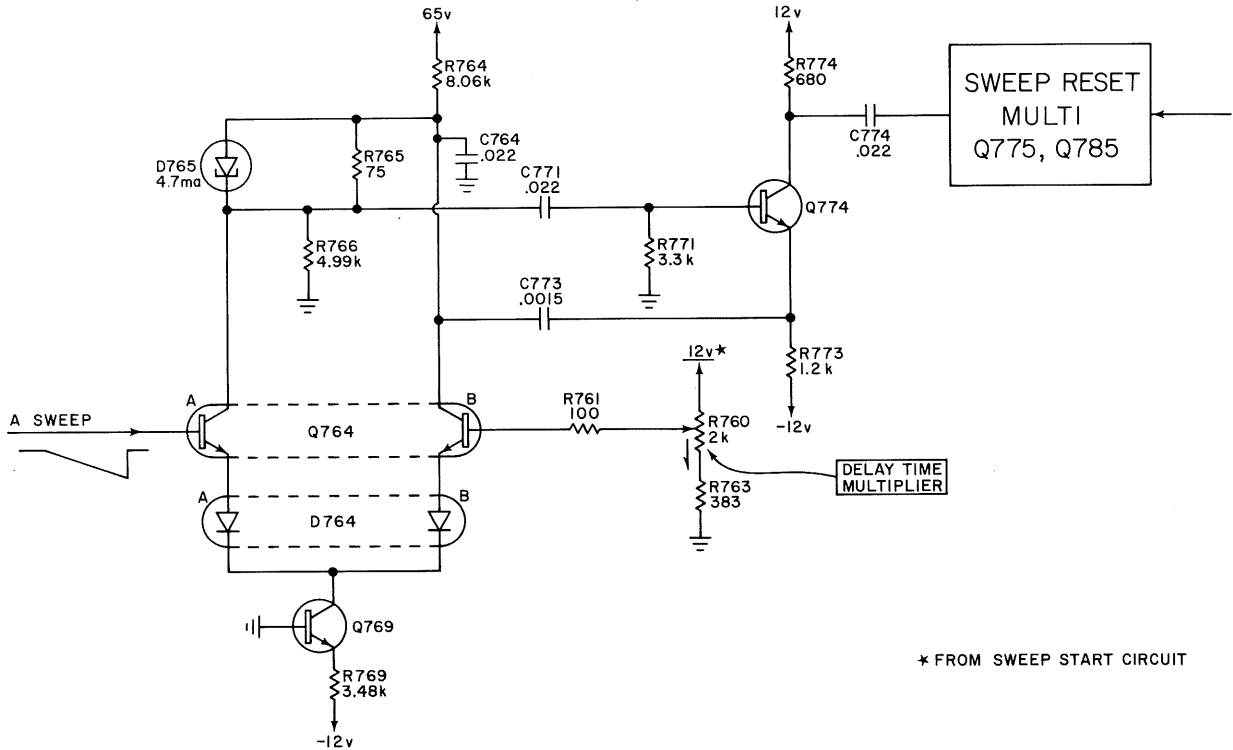 65v
12v
R764
8.06k
R774
680
SWEEP RESET
MULTI
Q775, Q785
D765
4.7ma
R765
75
C764
.022
C771
.022
C774
.022
Q774
R766
4.99k
R771
3.3k
C773
.0015
R773
1.2k
-12v
12v*
A SWEEP
A
B
Q764
R761
100
R760
2k
DELAY TIME
MULTIPLIER
R763
383
A
B
D764
Q769
R769
3.48k
-12v
* FROM SWEEP START CIRCUIT